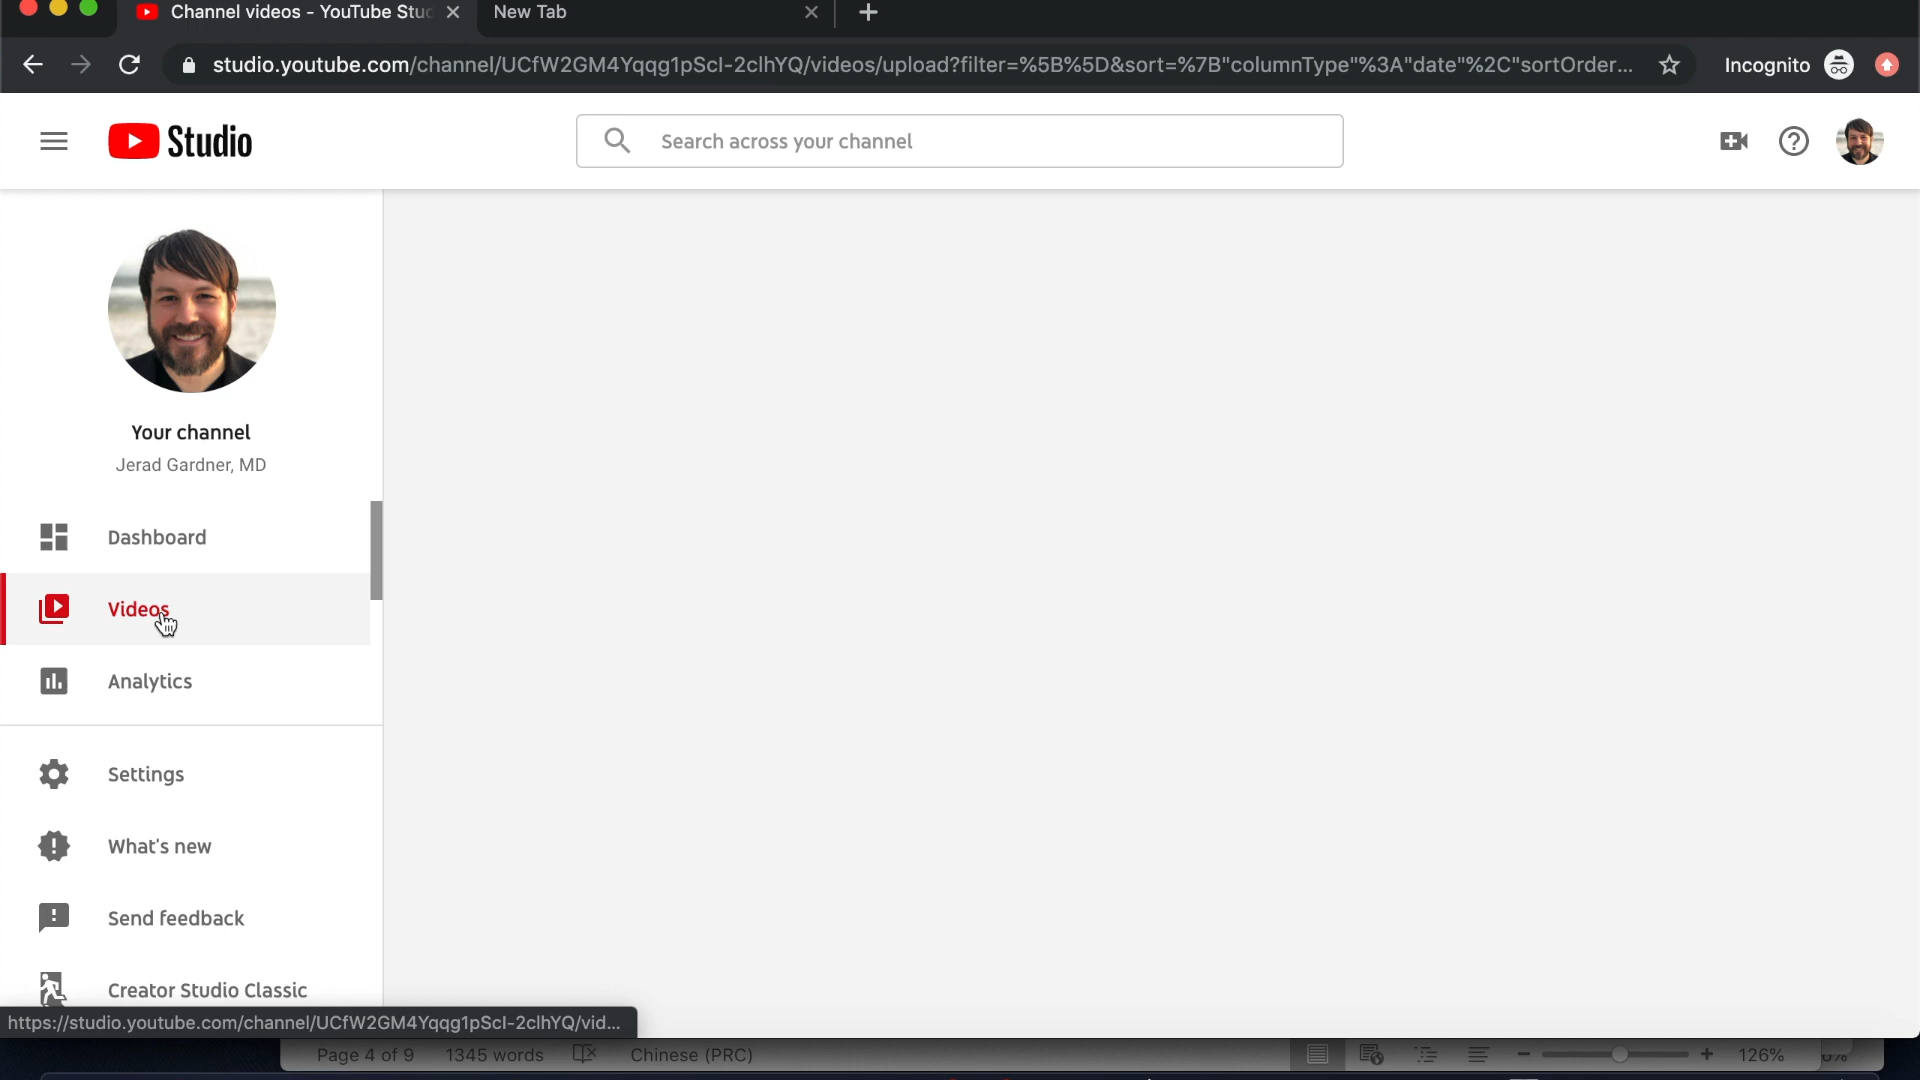 Channel videos - YouTube Stud
New Tab
studio.youtube.com/channel/UCfW2GM4Yqqg1pScI-2clhYQ/videos/upload?filter=%5B%5D&sort=%7B"columnType"%3A"date"%2C"sortOrder...
Incognito
Studio
Search across your channel
Your channel
Jerad Gardner, MD
Dashboard
Videos
Analytics
Settings
What's new
Send feedback
Creator Studio Classic
https://studio.youtube.com/channel/UCfW2GM4Yqqg1pScI-2clhYQ/vid...
Page 4 of 9 1345 words Chinese (PRC) 126%